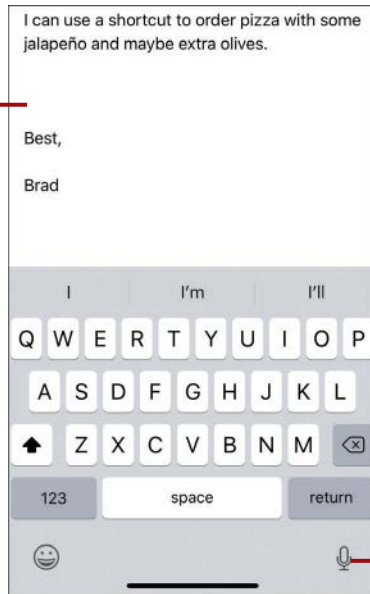 I can use a shortcut to order pizza with some
jalapeño and maybe extra olives.
Best,
Brad
I I'm I'll
Q W E R T Y U I O P
A S D F G H J K L
Z X C V B N M
123 space return